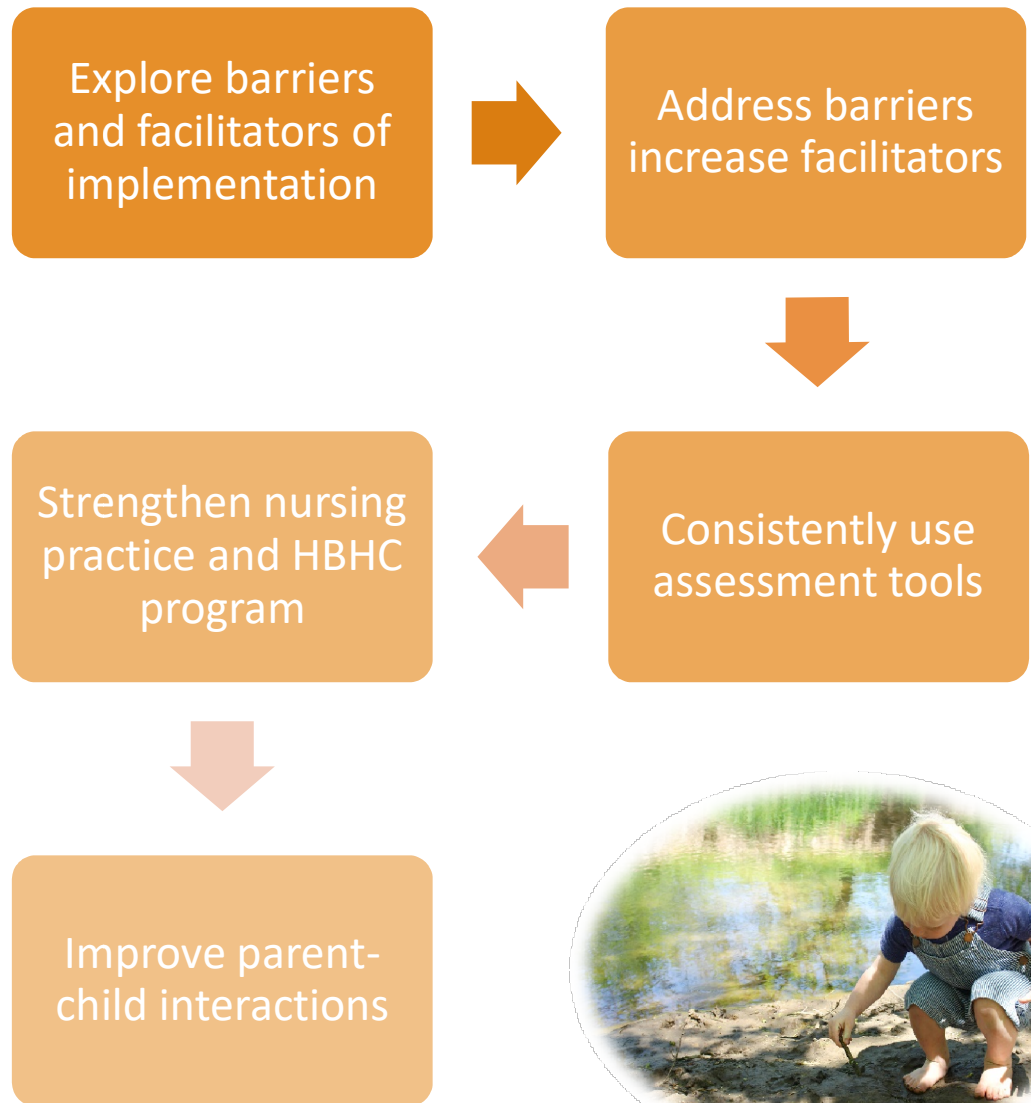 Explore barriers
and facilitators of
implementation
Address barriers
increase facilitators
Consistently use
assessment tools
Strengthen nursing
practice and HBHC
program
Improve parent-
child interactions